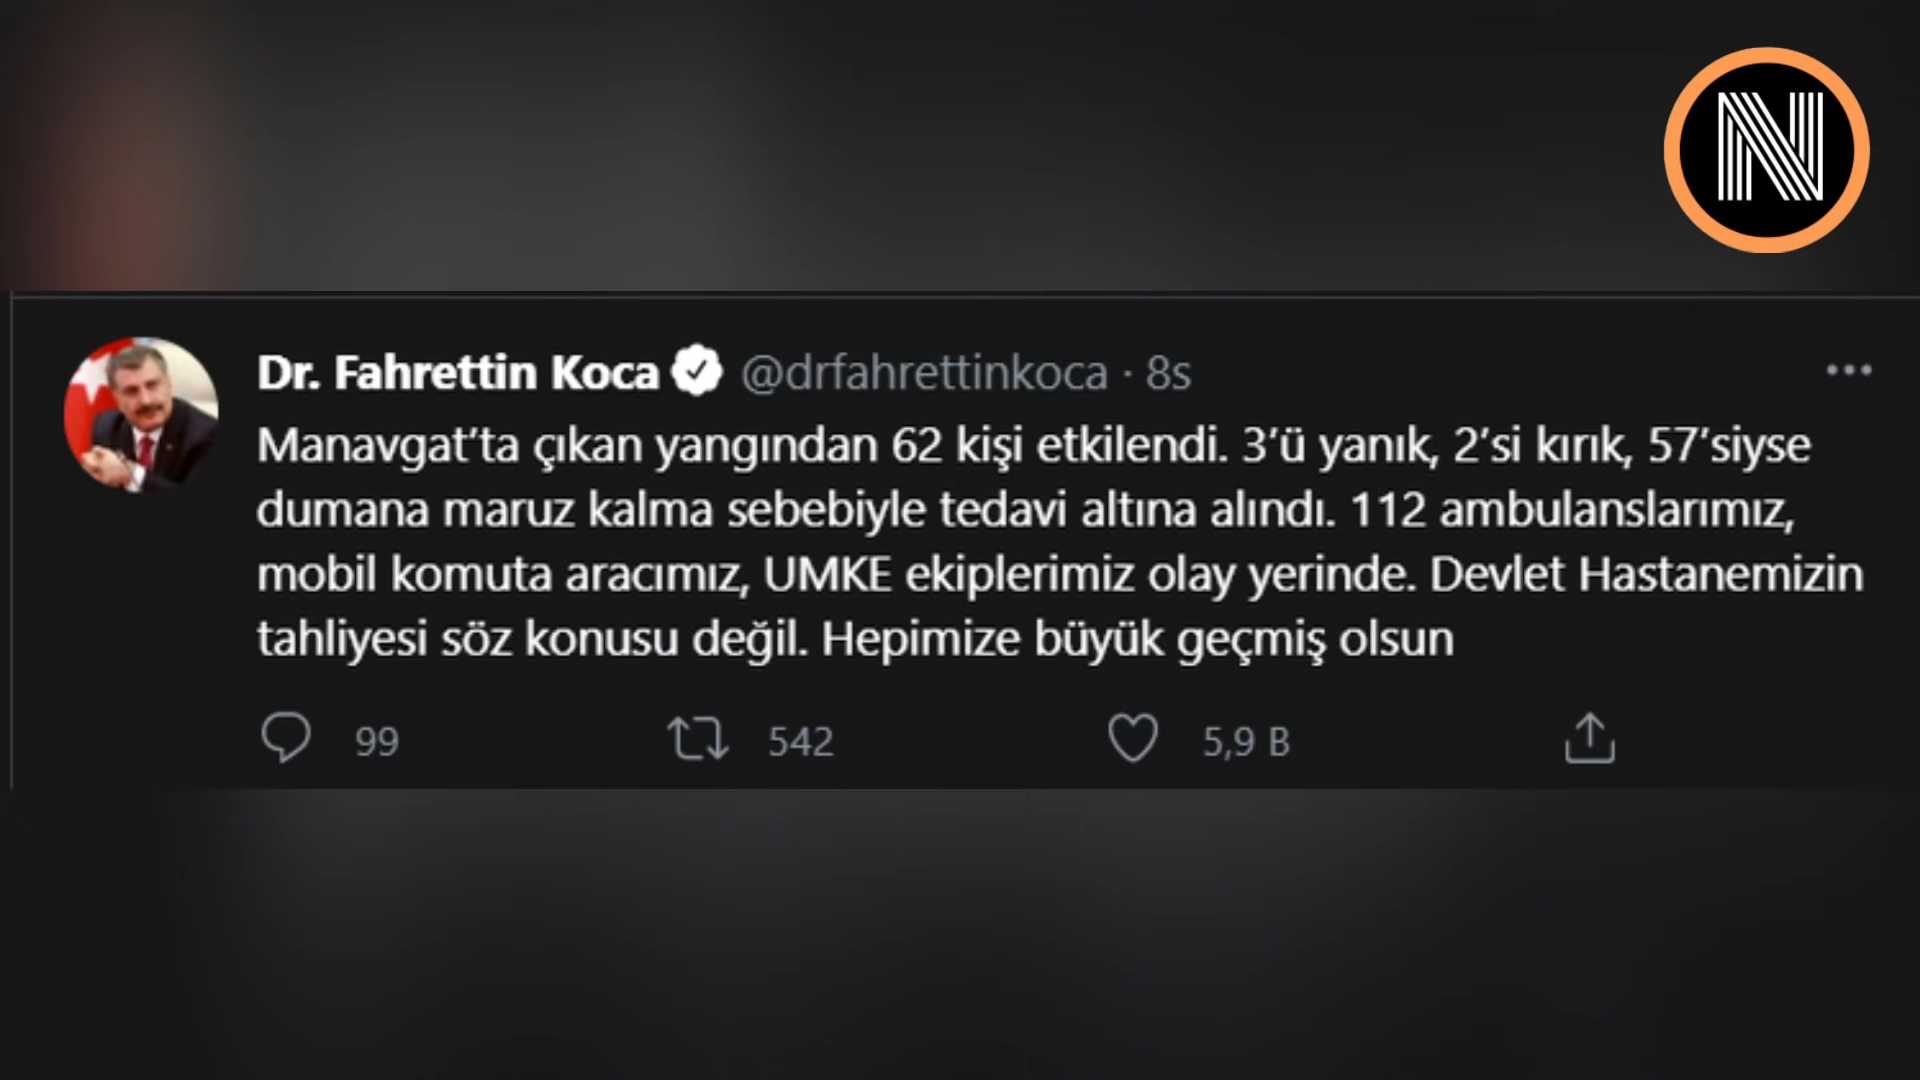 N
Dr. Fahrettin Koca @drfahrettinkoca · 8s
Manavgat'ta çıkan yangından 62 kişi etkilendi. 3'ü yanık, 2'si kırık, 57'siyse
dumana maruz kalma sebebiyle tedavi altına alındı. 112 ambulanslarımız,
mobil komuta aracımız, UMKE ekiplerimiz olay yerinde. Devlet Hastanemizin
tahliyesi söz konusu değil. Hepimize büyük geçmiş olsun
99 542 5,9 B